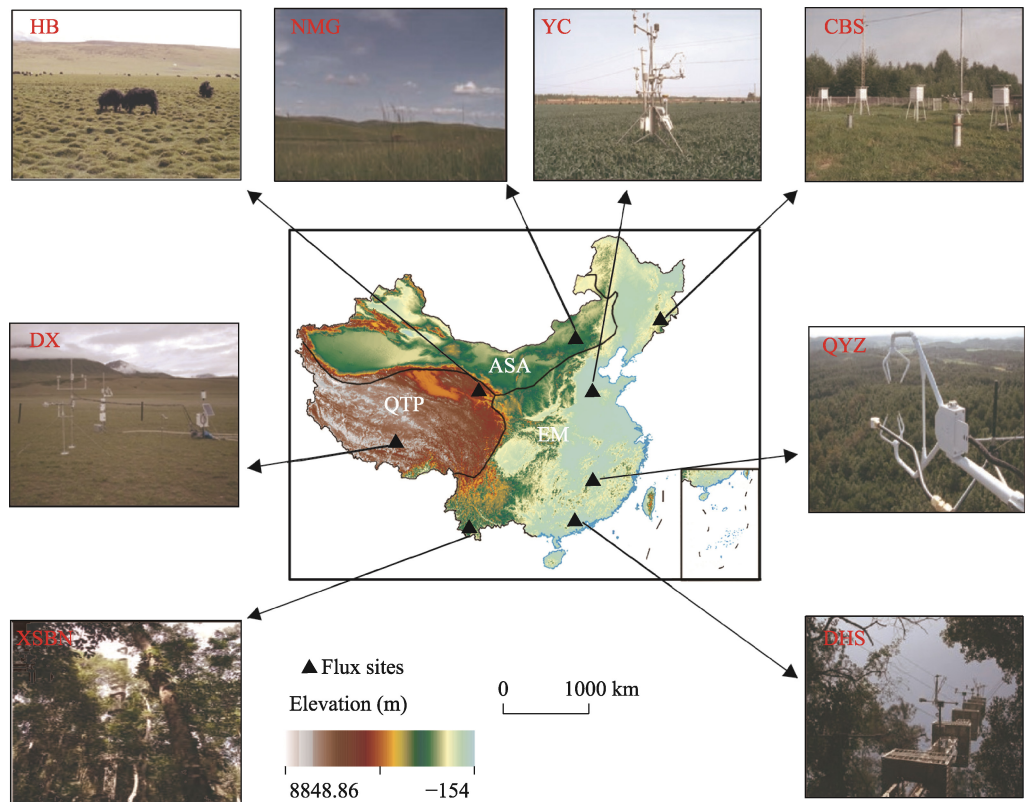 HB
NMG
YC
CBS
DX
ASA
QTP
EM
QYZ
XSBN
DHS
Flux sites
Elevation (m)
0 1000 km
8848.86 −154